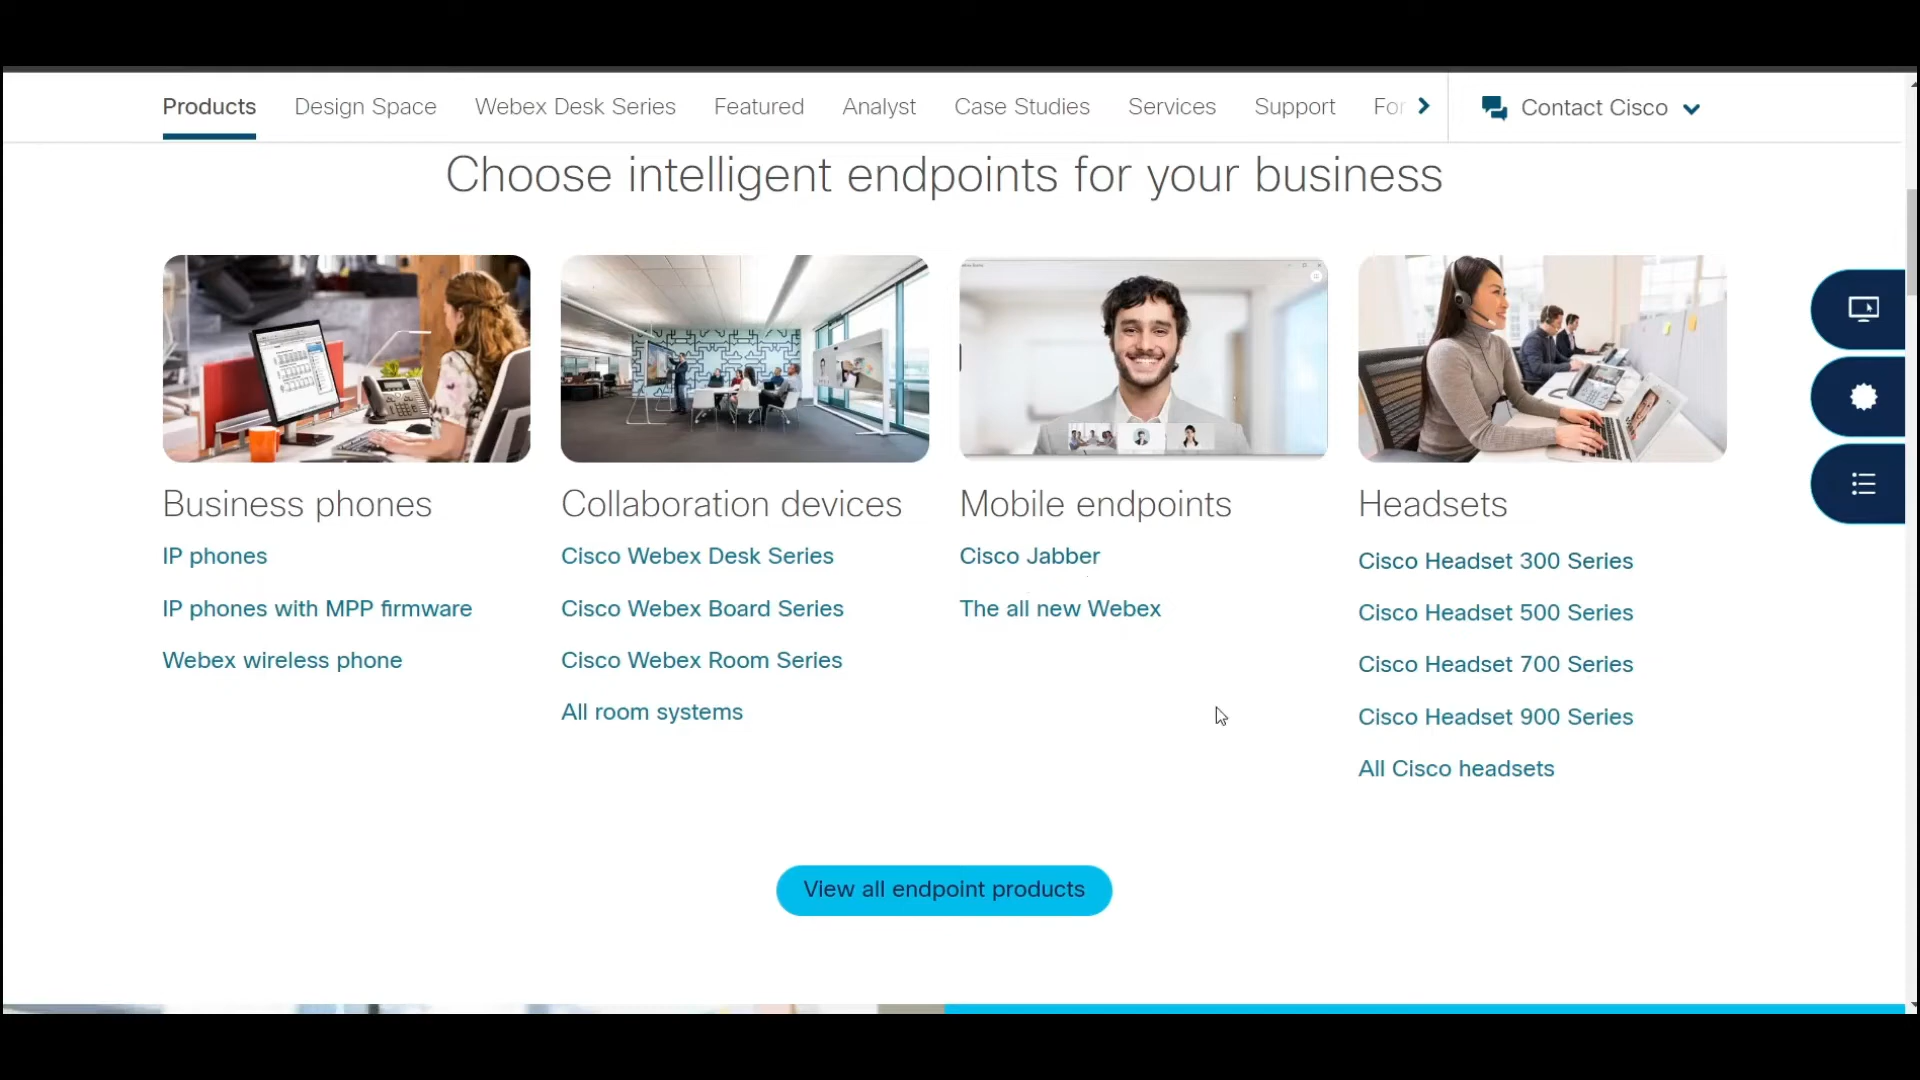 Products Design Space Webex Desk Series Featured Analyst Case Studies Services Support For Contact Cisco
Choose intelligent endpoints for your business
Business phones
IP phones
IP phones with MPP firmware
Webex wireless phone
Collaboration devices
Cisco Webex Desk Series
Cisco Webex Board Series
Cisco Webex Room Series
All room systems
Mobile endpoints
Cisco Jabber
The all new Webex
Headsets
Cisco Headset 300 Series
Cisco Headset 500 Series
Cisco Headset 700 Series
Cisco Headset 900 Series
All Cisco headsets
View all endpoint products